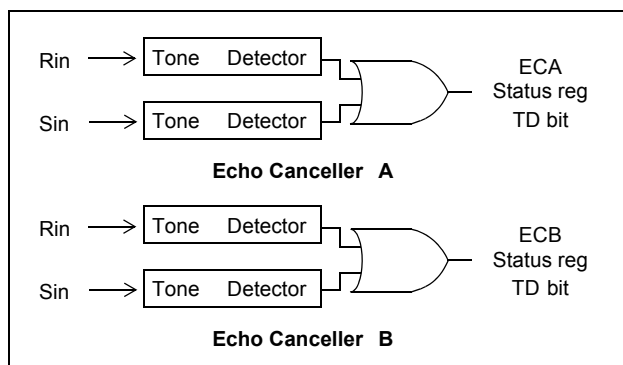 Rin Tone Detector
Sin Tone Detector
ECA
Status reg
TD bit
Echo Canceller A
Rin Tone Detector
Sin Tone Detector
ECB
Status reg
TD bit
Echo Canceller B